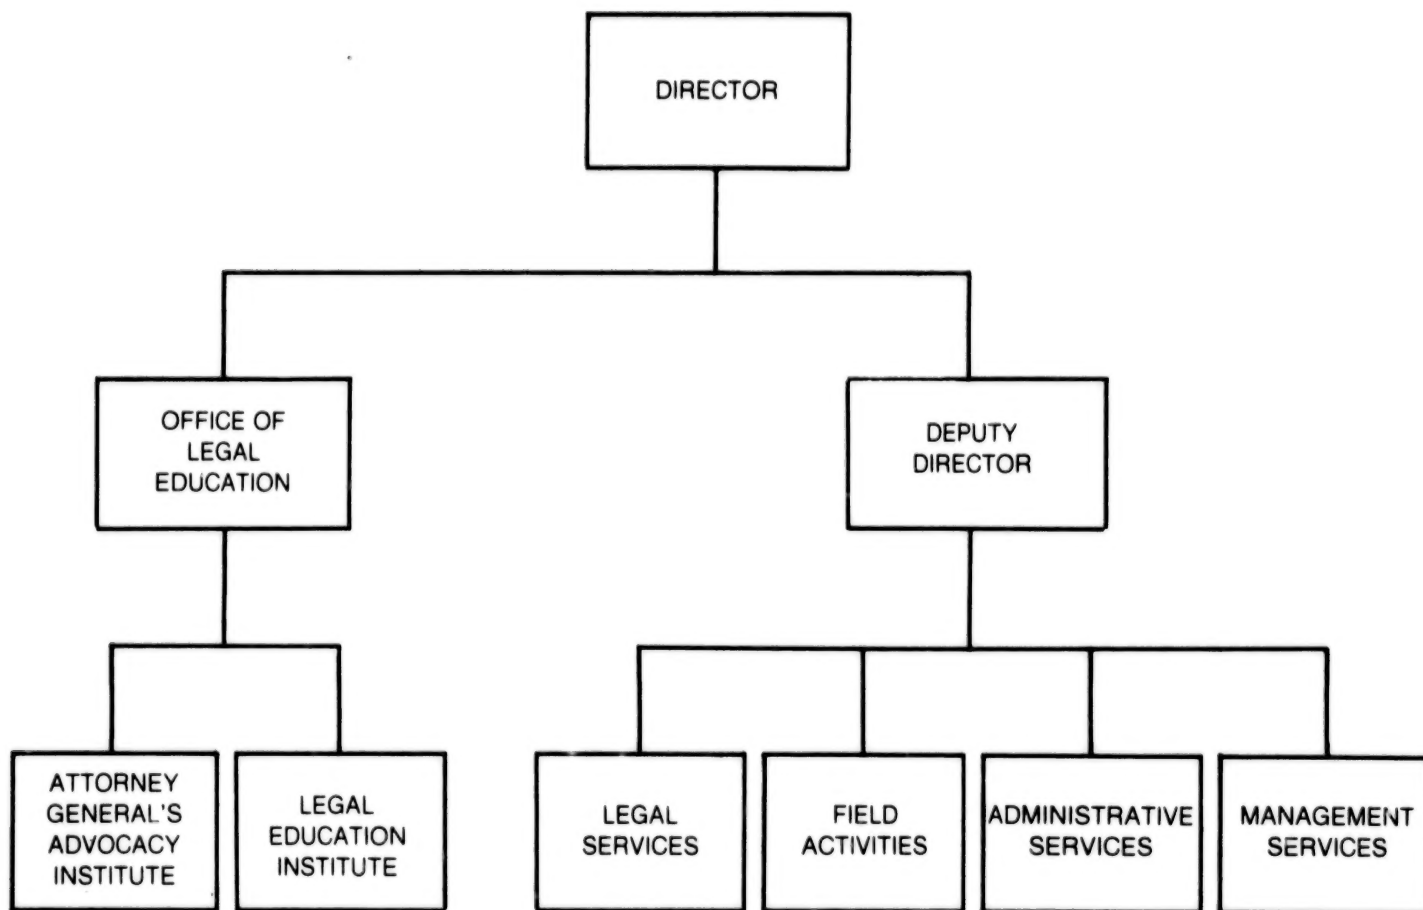 DIRECTOR
OFFICE OF
LEGAL
EDUCATION
DEPUTY
DIRECTOR
ATTORNEY
GENERAL'S
ADVOCACY
INSTITUTE
LEGAL
EDUCATION
INSTITUTE
LEGAL
SERVICES
FIELD
ACTIVITIES
ADMINISTRATIVE
SERVICES
MANAGEMENT
SERVICES